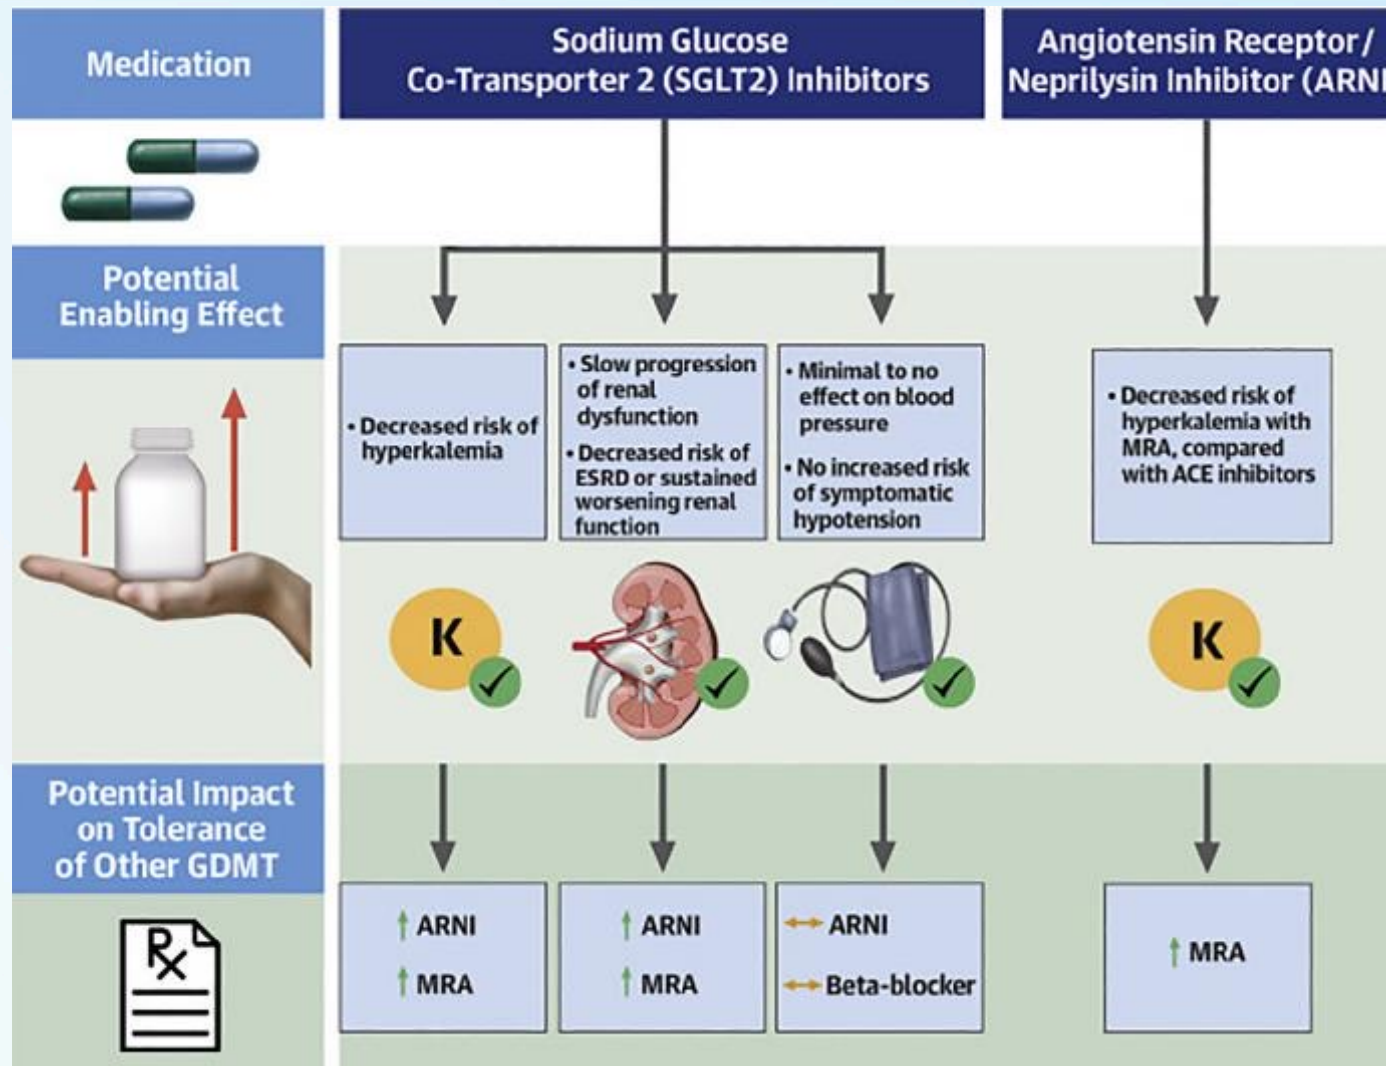 Medication
Sodium Glucose
Co-Transporter 2 (SGLT2) Inhibitors
Angiotensin Receptor/
Neprilysin Inhibitor (ARNI
Potential
Enabling Effect
• Decreased risk of
hyperkalemia
• Slow progression
of renal
dysfunction
• Decreased risk of
ESRD or sustained
worsening renal
function
• Minimal to no
effect on blood
pressure
• No increased risk
of symptomatic
hypotension
• Decreased risk of
hyperkalemia with
MRA, compared
with ACE inhibitors
K
K
Potential Impact
on Tolerance
of Other GDMT
Rx
↑ ARNI
↑ MRA
↑ ARNI
↑ MRA
↔ ARNI
↔ Beta-blocker
↑ MRA